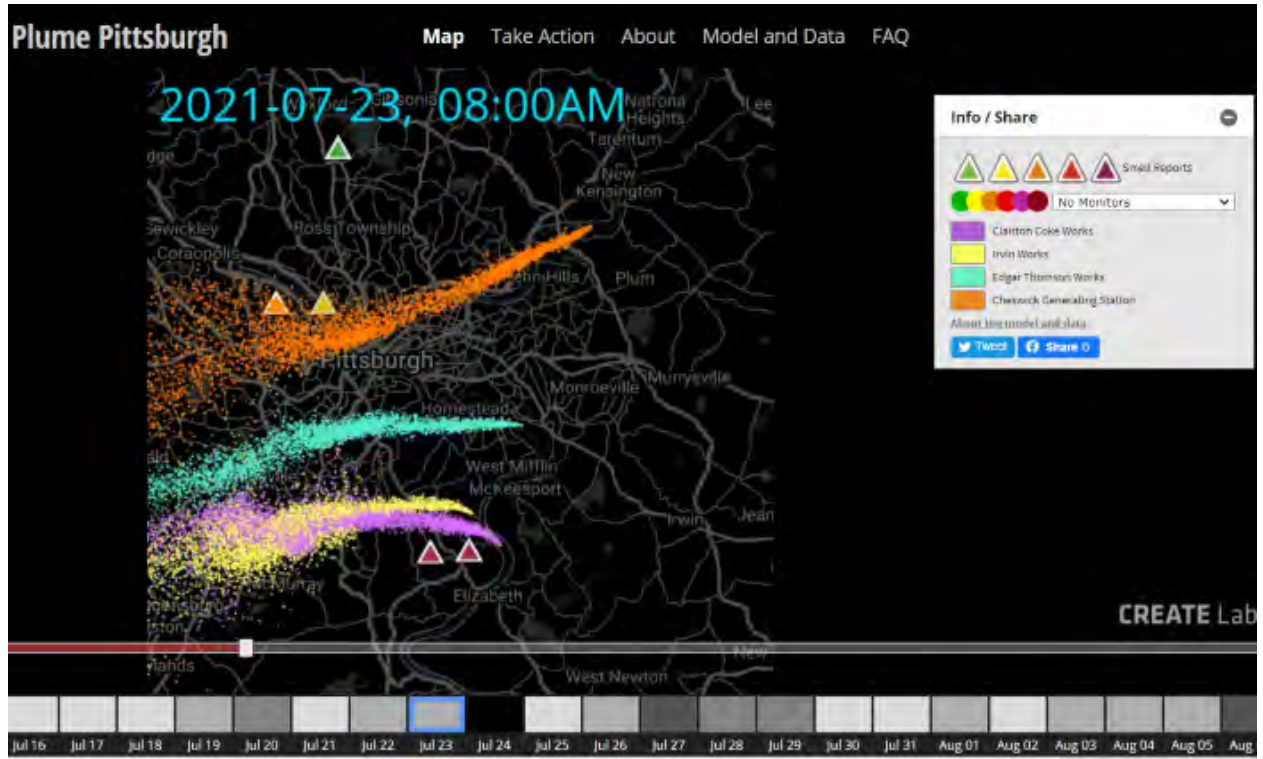 Plume Pittsburgh
Map Take Action About Model and Data FAQ
2021-07-23, 08:00AM
Natrona
Heights
Lee
Tarentum
New
Kensington
Sewickley
Ross Township
Coraopolis
Plum
Pittsburgh
Monroeville
Murrysville
Homestead
West Mifflin
McKeesport
Irwin
Jean
Murray
Elizabeth
West Newton
New
Info / Share
Smell Reports
No Monitors
Clairton Coke Works
Irvin Works
Edgar Thomson Works
Cheswick Generating Station
About the model and data
Tweet
Share 0
CREATE Lab
Jul 16 Jul 17 Jul 18 Jul 19 Jul 20 Jul 21 Jul 22 Jul 23 Jul 24 Jul 25 Jul 26 Jul 27 Jul 28 Jul 29 Jul 30 Jul 31 Aug 01 Aug 02 Aug 03 Aug 04 Aug 05 Aug